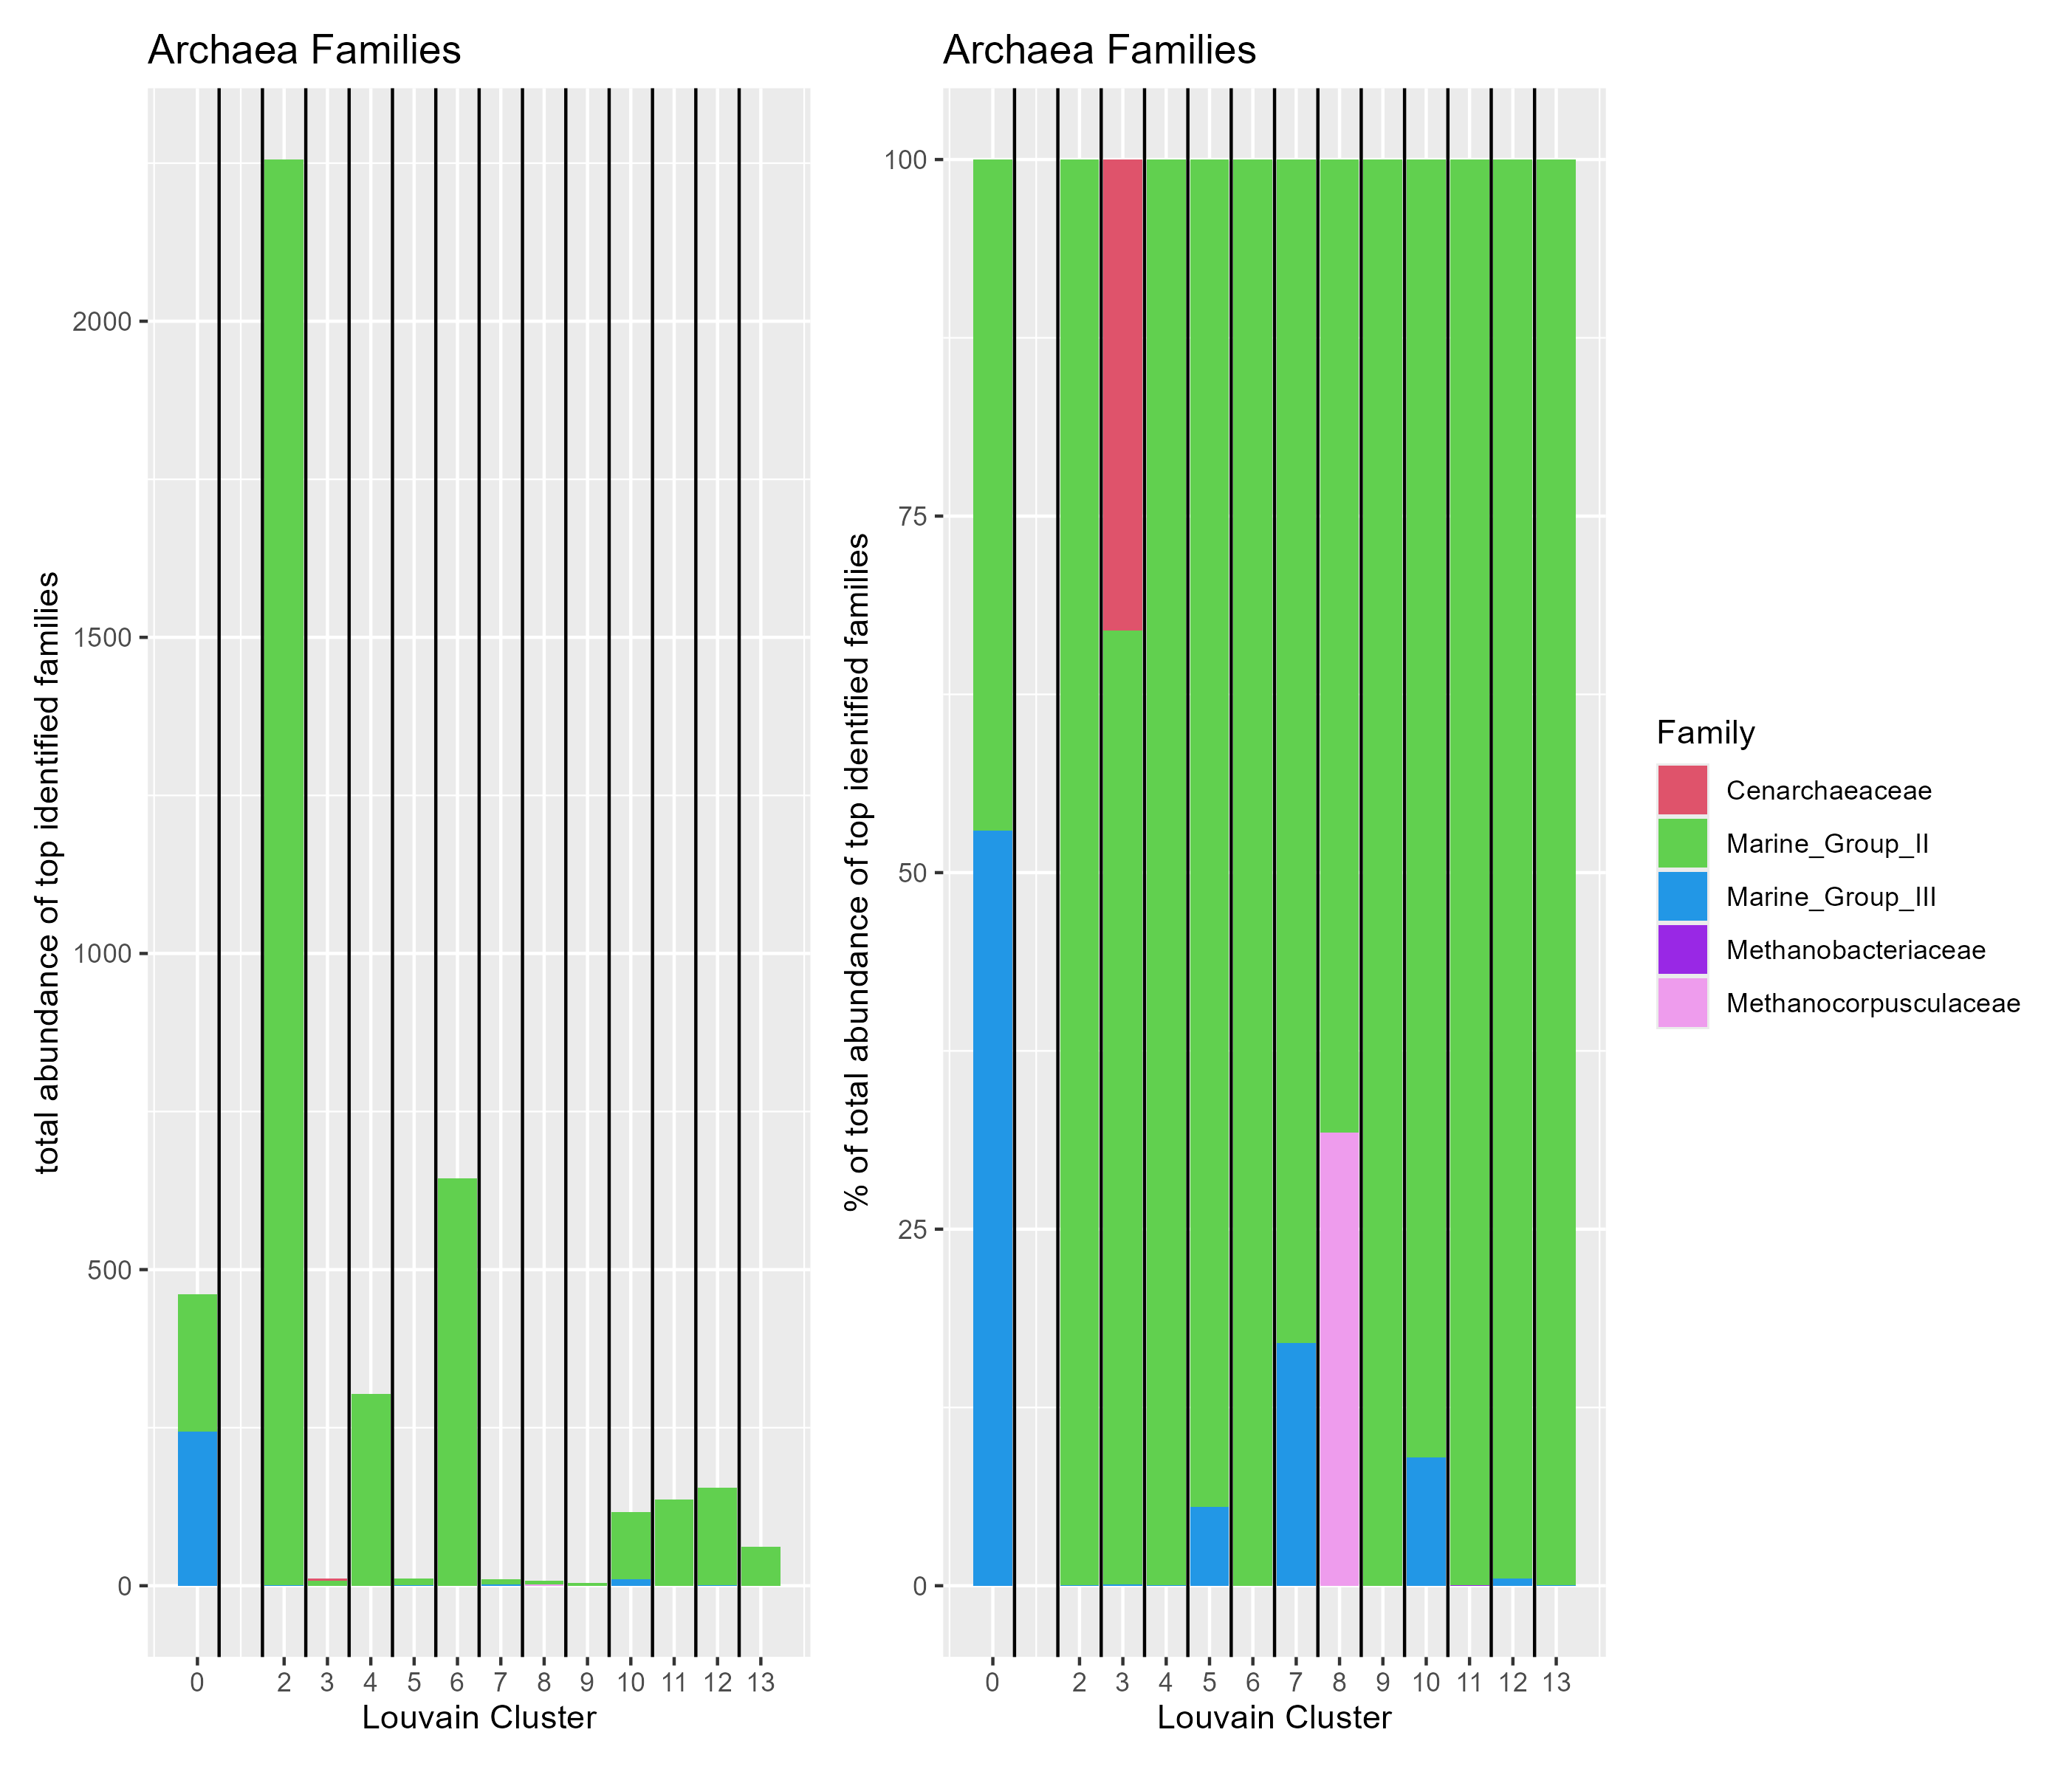 Archaea Families
total abundance of top identified families
2000
1500
1000
500
0
0 2 3 4 5 6 7 8 9 10 11 12 13
Louvain Cluster
Archaea Families
% of total abundance of top identified families
100
75
50
25
0
0 2 3 4 5 6 7 8 9 10 11 12 13
Louvain Cluster
Family
Cenarchaeaceae
Marine_Group_II
Marine_Group_III
Methanobacteriaceae
Methanocorpusculaceae